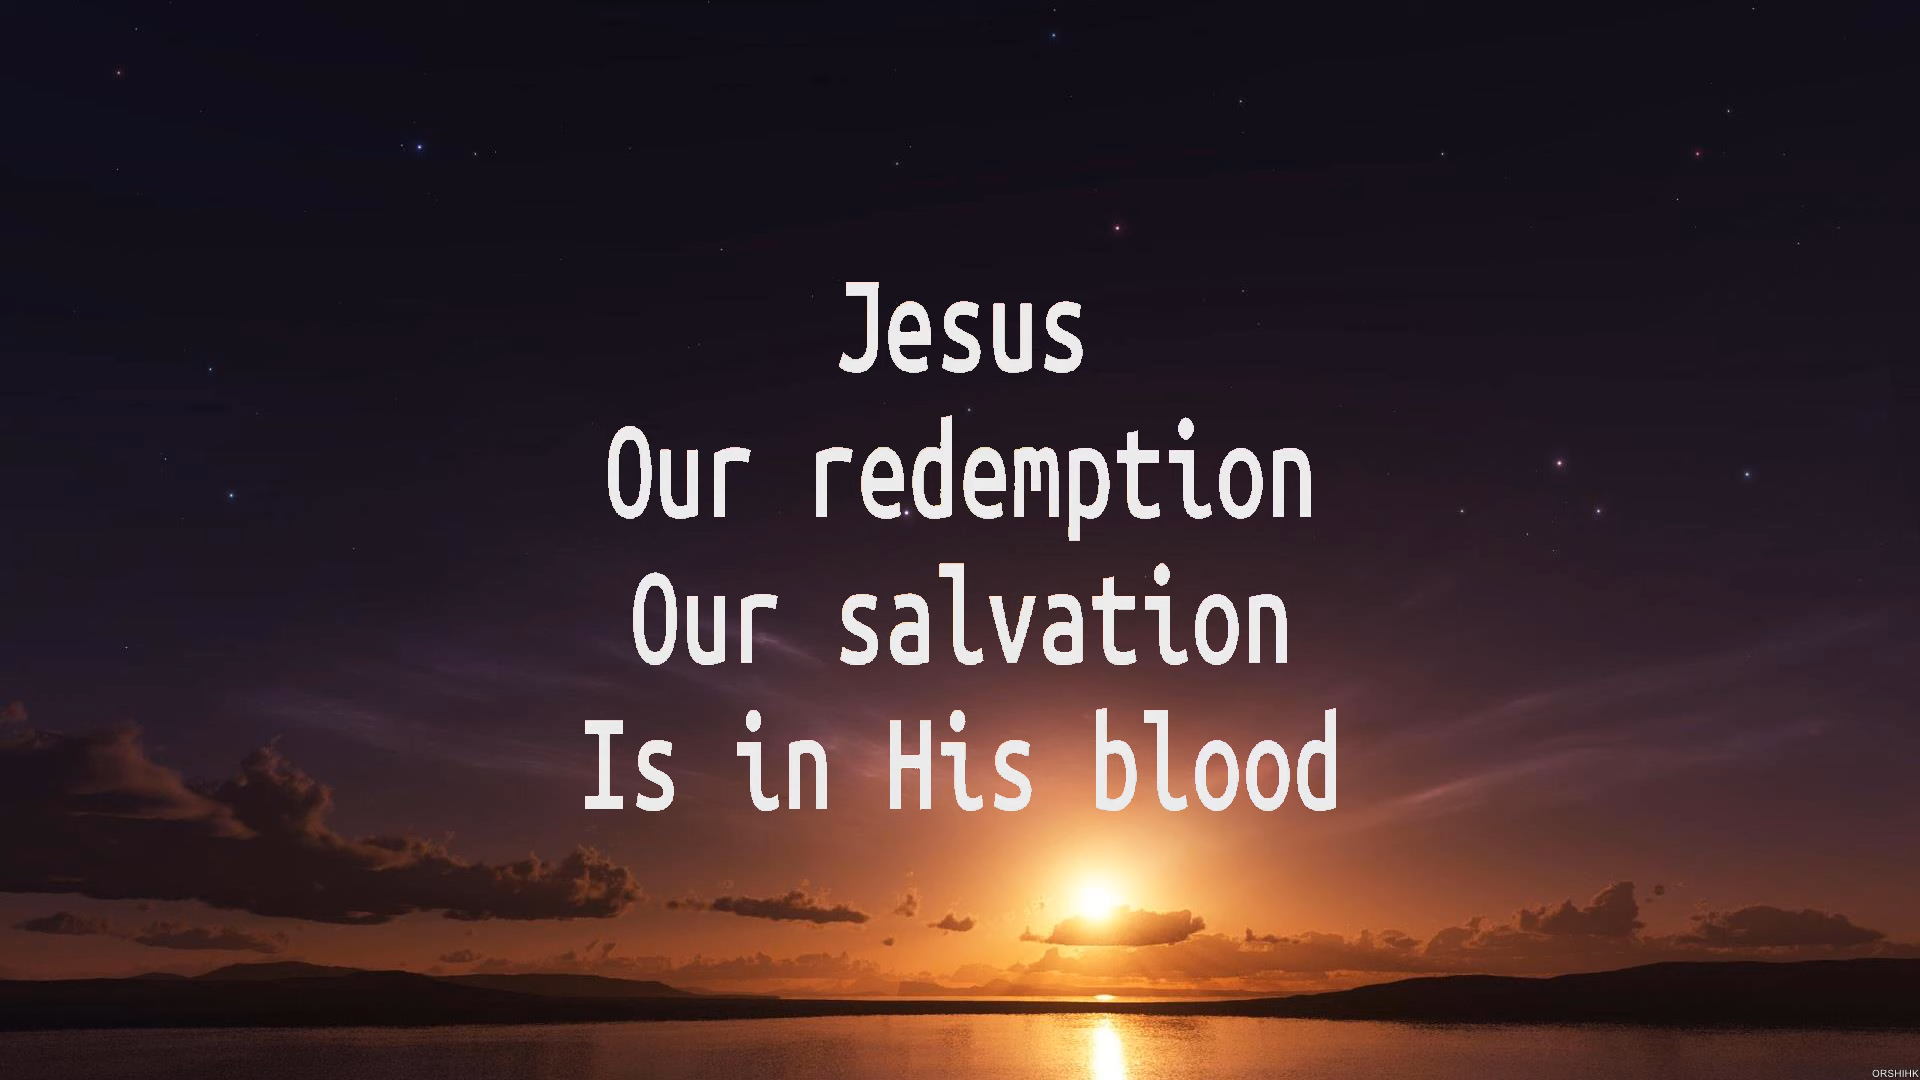 Jesus
Our redemption
Our salvation
Is in His blood
ORSHIHK